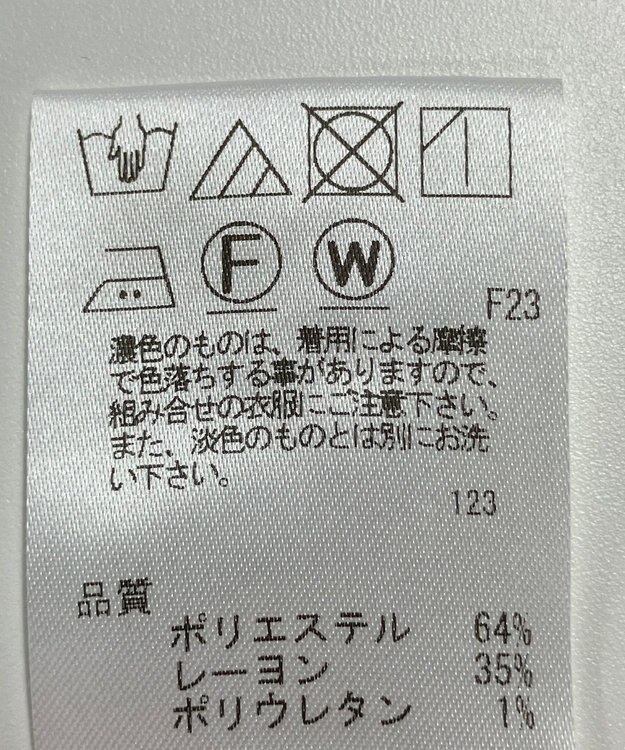 F
W
F23
濃色のものは、着用による摩擦
で色落ちする事がありますので、
組み合せの衣服にご注意下さい。
また、淡色のものとは別にお洗
い下さい。
123
品質
ポリエステル 64%
レーヨン 35%
ポリウレタン 1%